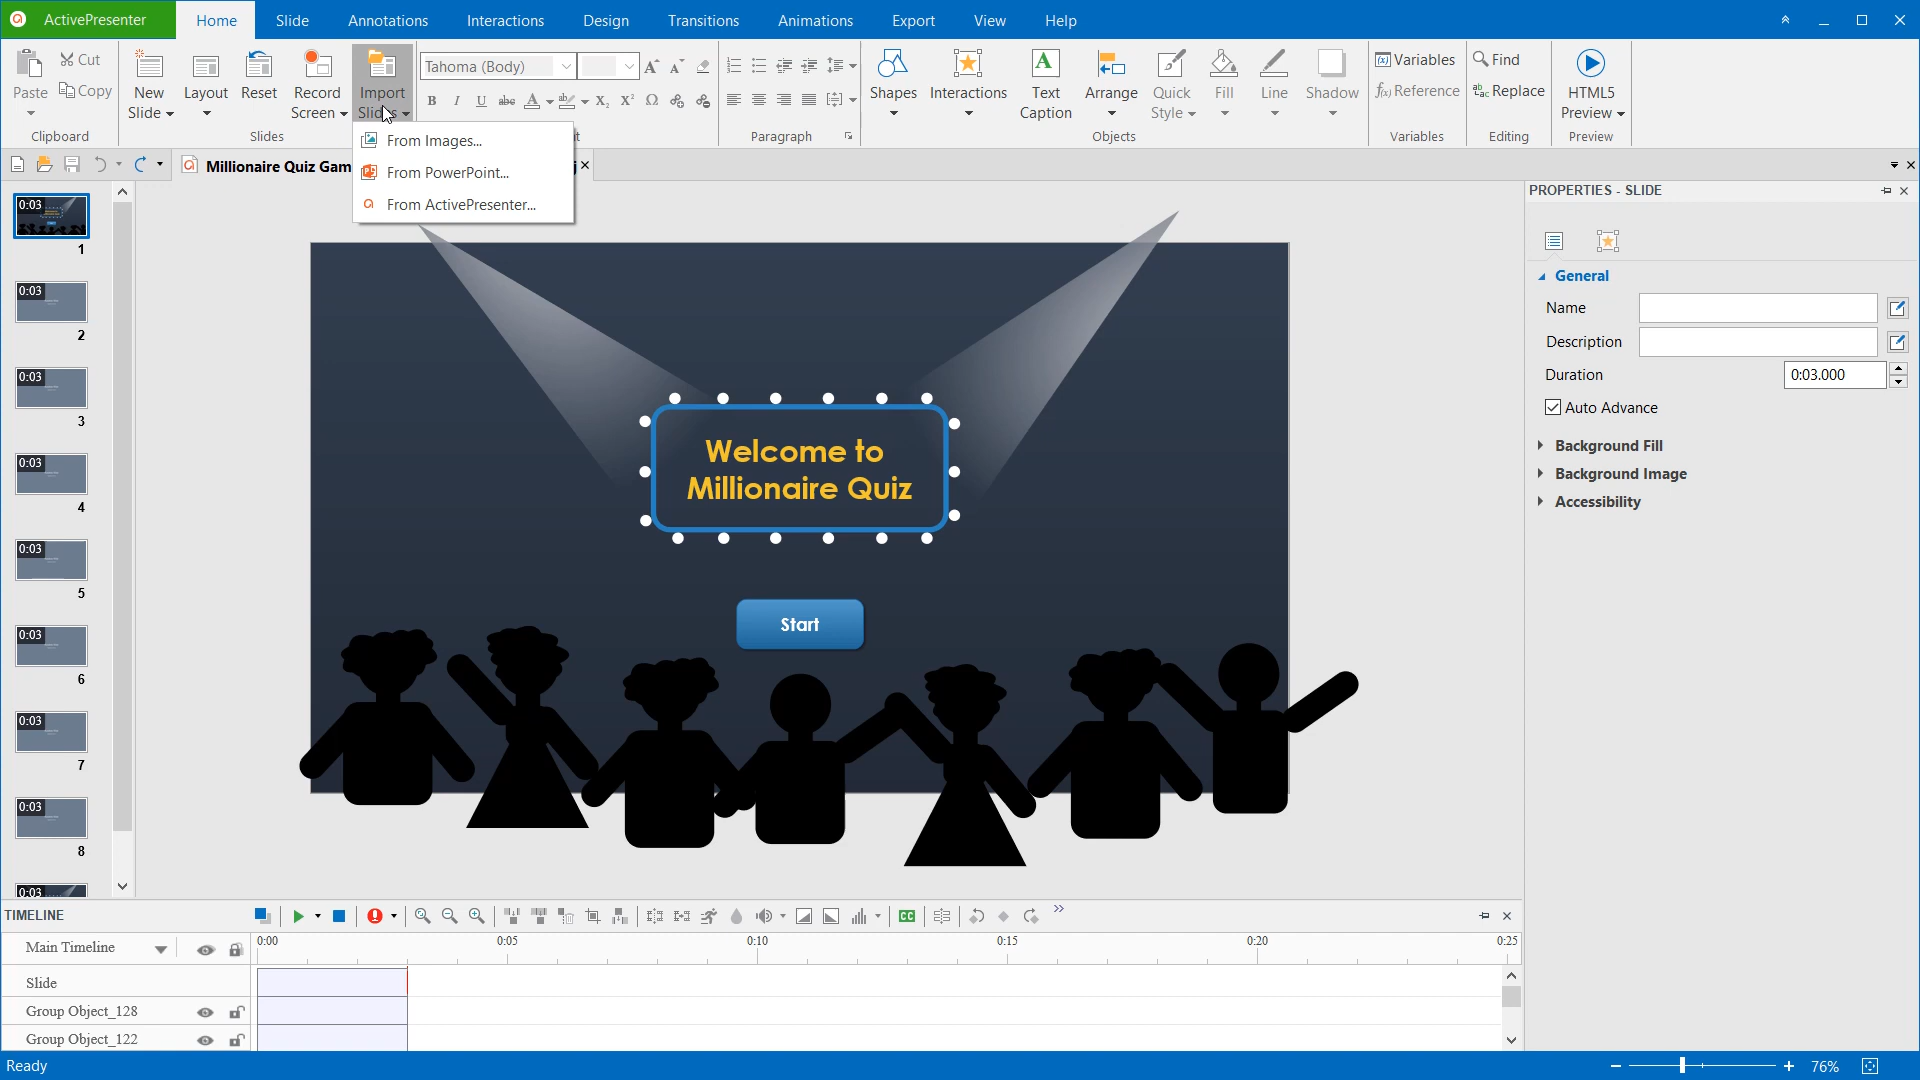 ActivePresenter
Home
Slide
Annotations
Interactions
Design
Transitions
Animations
Export
View
Help
Paste
Cut
Copy
Clipboard
New
Slide
Layout
Reset
Record
Screen
Import
Slides
Slides
Tahoma (Body)
Paragraph
Shapes
Interactions
Text
Caption
Arrange
Quick
Style
Fill
Line
Shadow
Objects
Variables
Reference
Variables
Find
Replace
Editing
HTML5
Preview
Preview
From Images...
From PowerPoint...
From ActivePresenter...
Millionaire Quiz Gam
0:03
1
0:03
2
0:03
3
0:03
4
0:03
5
0:03
6
0:03
7
0:03
8
0:03
Welcome to
Millionaire Quiz
Start
PROPERTIES - SLIDE
General
Name
Description
Duration
0:03.000
Auto Advance
Background Fill
Background Image
Accessibility
TIMELINE
CC
Main Timeline
0:00
0:05
0:10
0:15
0:20
0:25
Slide
Group Object_128
Group Object_122
Ready
76%